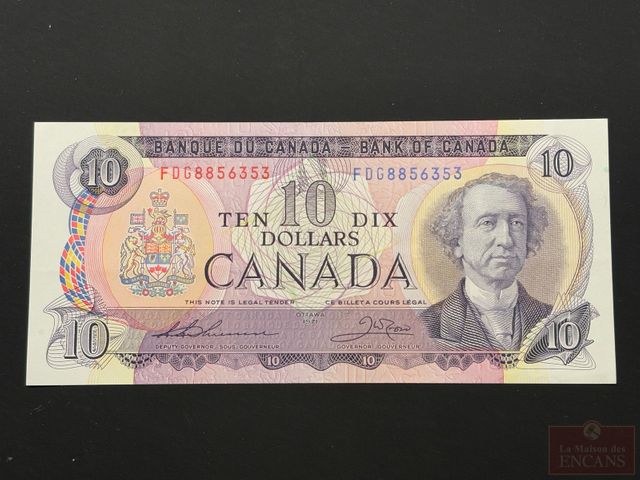 BANQUE DU CANADA – BANK OF CANADA
10 10
FDG8856353 FDG8856353
TEN 10 DIX
DOLLARS
CANADA
THIS NOTE IS LEGAL TENDER CE BILLET A COURS LÉGAL
OTTAWA
1971
DEPUTY-GOVERNOR · SOUS-GOUVERNEUR GOVERNOR · GOUVERNEUR
10 10 10 10
La Maison des
ENCANS